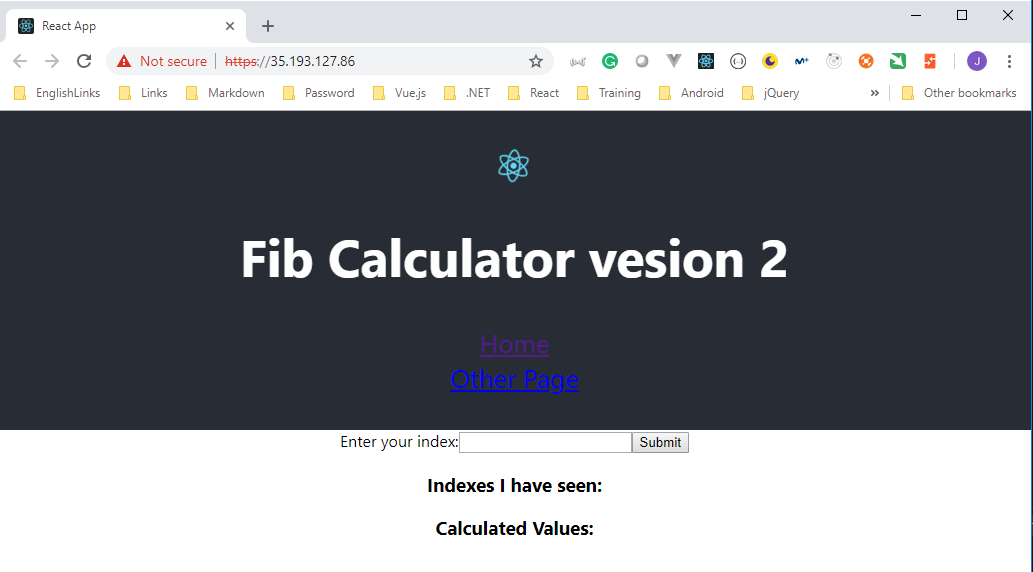 React App
Not secure https://35.193.127.86
J
EnglishLinks Links Markdown Password Vue.js .NET React Training Android jQuery » Other bookmarks
Fib Calculator vesion 2
Home
Other Page
Enter your index: Submit
Indexes I have seen:
Calculated Values: